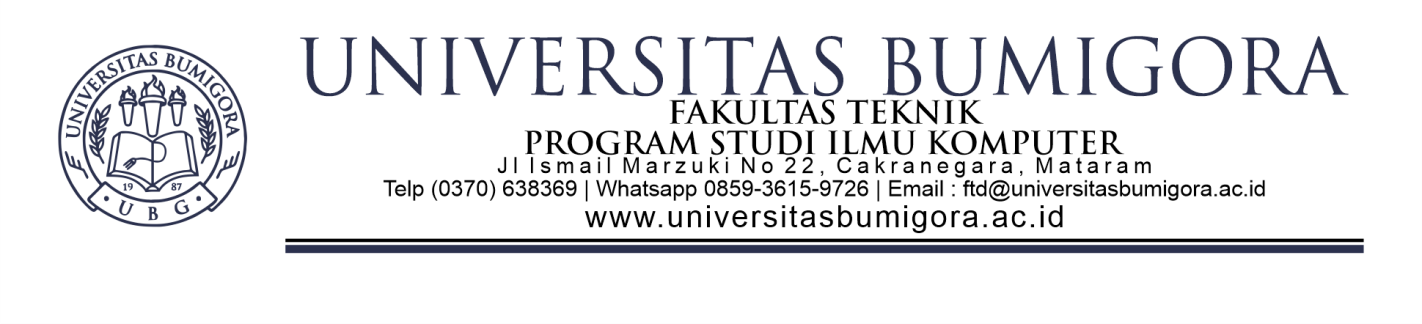 UNIVERSITAS BUMIGORA
19 87
UBG
UNIVERSITAS BUMIGORA
FAKULTAS TEKNIK
PROGRAM STUDI ILMU KOMPUTER
Jl Ismail Marzuki No 22, Cakranegara, Mataram
Telp (0370) 638369 | Whatsapp 0859-3615-9726 | Email : ftd@universitasbumigora.ac.id
www.universitasbumigora.ac.id